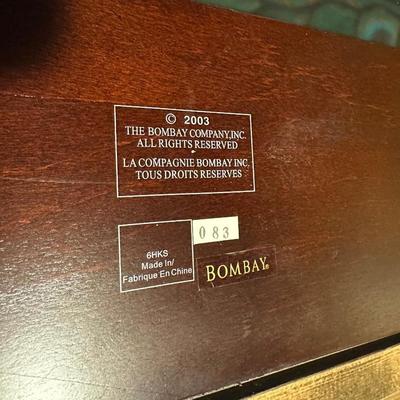 © 2003
THE BOMBAY COMPANY,INC.
ALL RIGHTS RESERVED
LA COMPAGNIE BOMBAY INC.
TOUS DROITS RESERVES
083
6HKS
Made In/
Fabrique En Chine
BOMBAY®